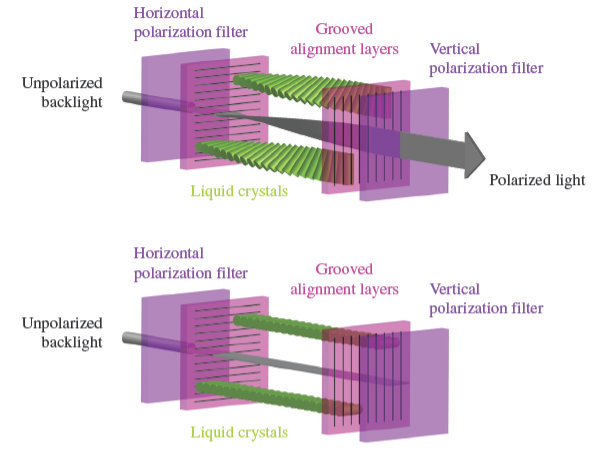 Horizontal
polarization filter
Grooved
alignment layers
Vertical
polarization filter
Unpolarized
backlight
Liquid crystals
Polarized light
Horizontal
polarization filter
Grooved
alignment layers
Vertical
polarization filter
Unpolarized
backlight
Liquid crystals